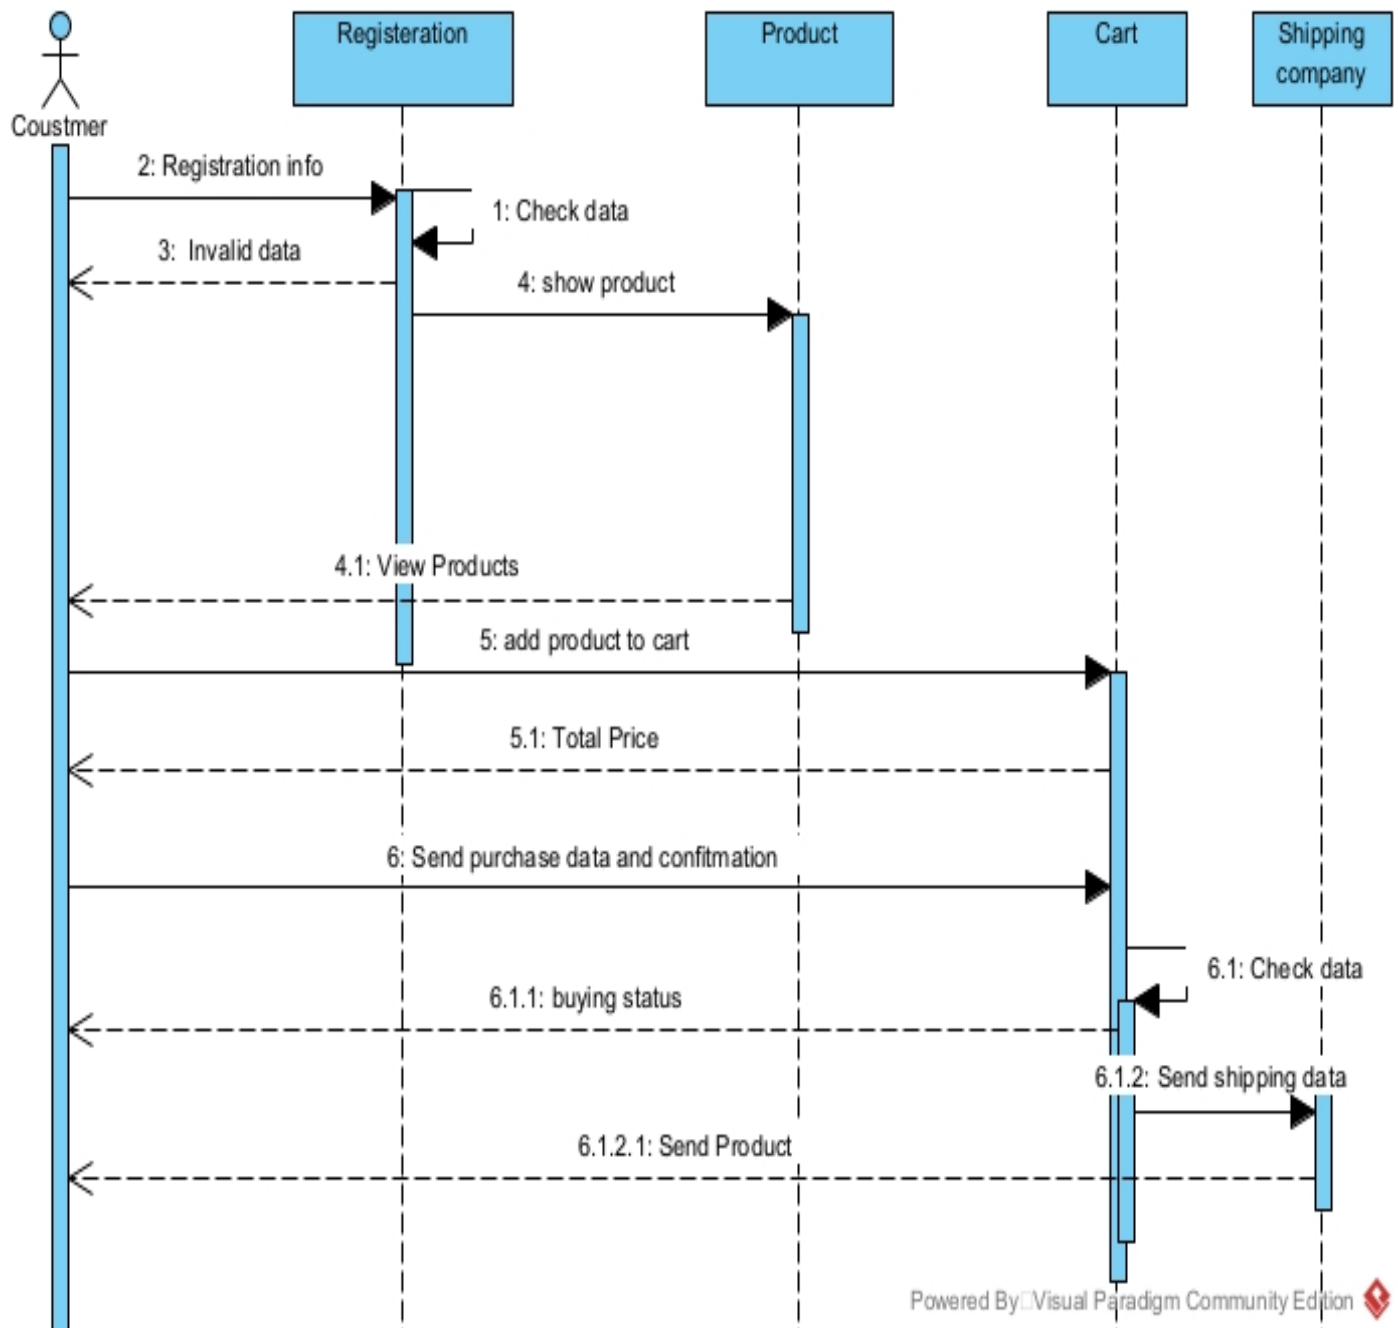 Registeration
Product
Cart
Shipping
company
Coustmer
2: Registration info
1: Check data
3: Invalid data
4: show product
4.1: View Products
5: add product to cart
5.1: Total Price
6: Send purchase data and confitmation
6.1: Check data
6.1.1: buying status
6.1.2: Send shipping data
6.1.2.1: Send Product
Powered By Visual Paradigm Community Edition